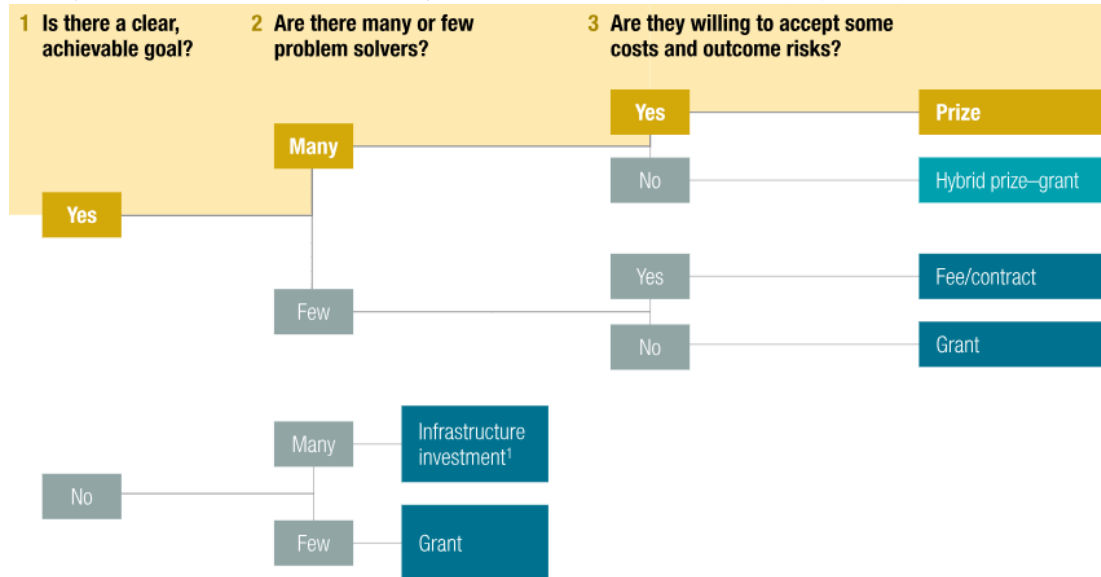 1 Is there a clear,
achievable goal?
2 Are there many or few
problem solvers?
3 Are they willing to accept some
costs and outcome risks?
Yes
Prize
Many
No
Hybrid prize–grant
Yes
Yes
Fee/contract
Few
No
Grant
Many
Infrastructure
investment¹
No
Few
Grant